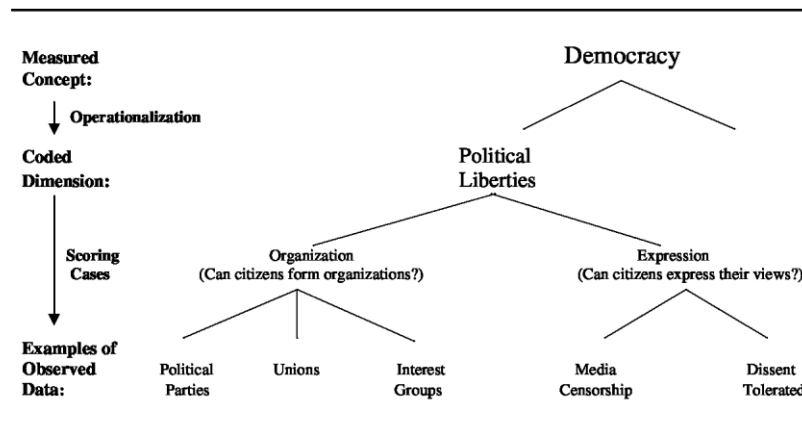 Measured
Concept:
Democracy
Operationalization
Coded
Dimension:
Political
Liberties
Scoring
Cases
Organization
(Can citizens form organizations?)
Expression
(Can citizens express their views?)
Examples of
Observed
Data:
Political
Parties
Unions
Interest
Groups
Media
Censorship
Dissent
Tolerated